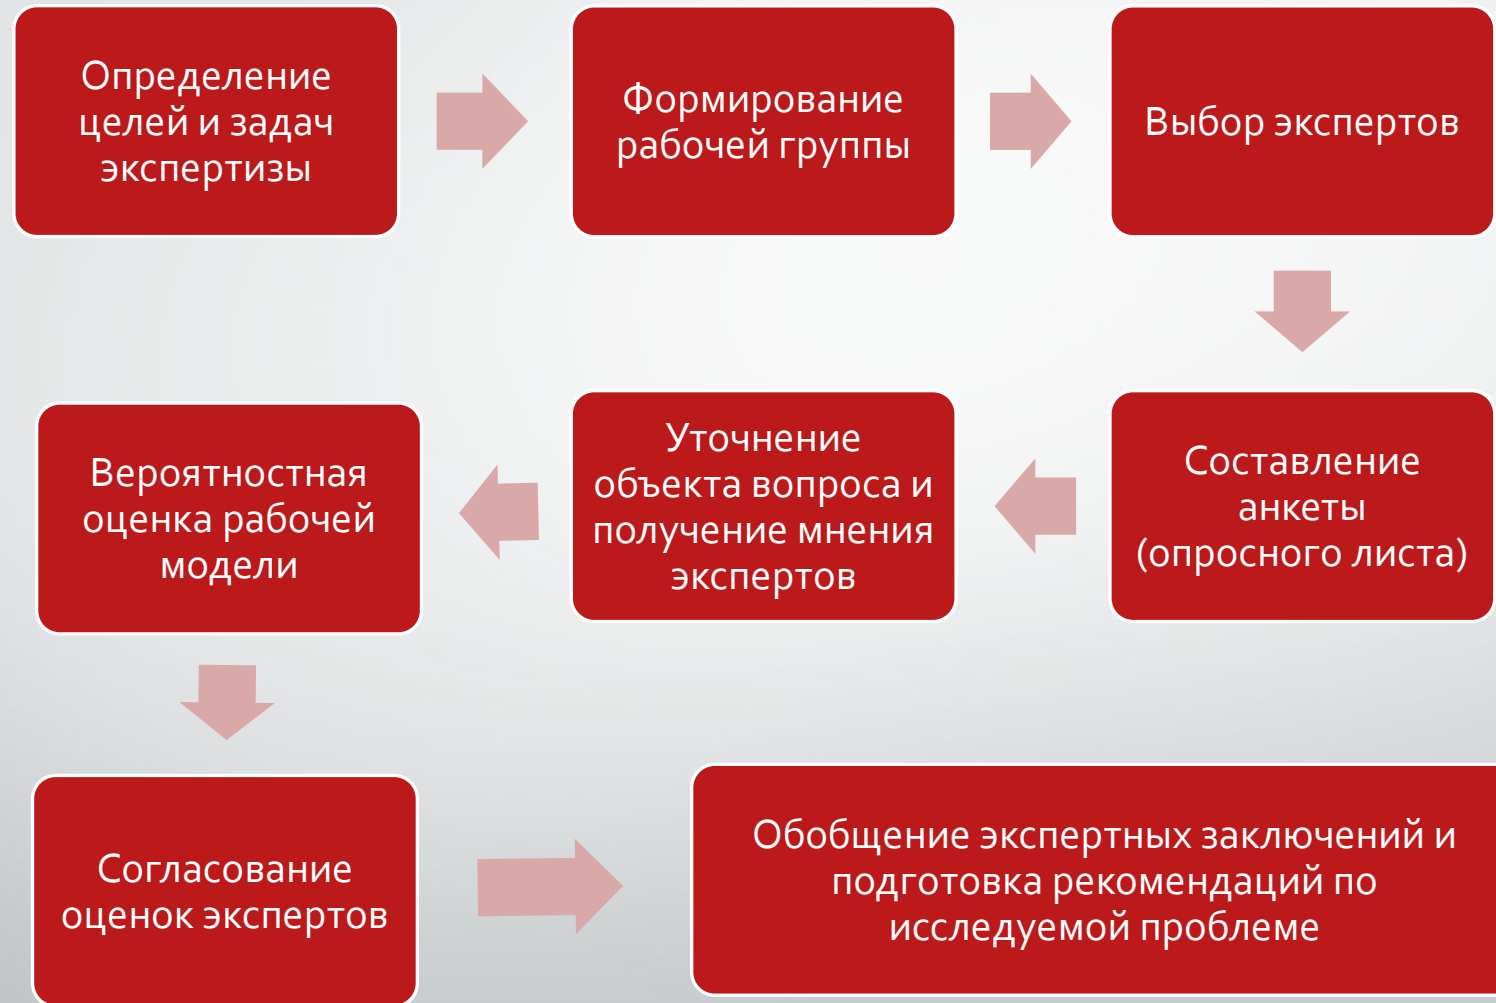 Определение
целей и задач
экспертизы
Формирование
рабочей группы
Выбор экспертов
Составление
анкеты
(опросного листа)
Уточнение
объекта вопроса и
получение мнения
экспертов
Вероятностная
оценка рабочей
модели
Согласование
оценок экспертов
Обобщение экспертных заключений и
подготовка рекомендаций по
исследуемой проблеме